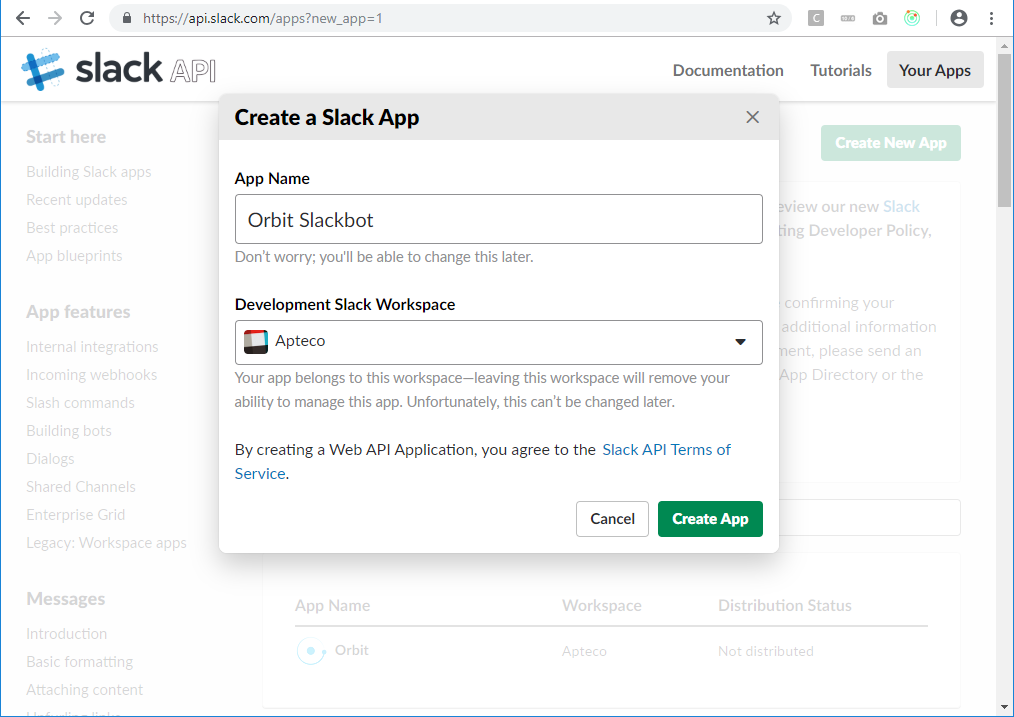 https://api.slack.com/apps?new_app=1
slack API
Documentation
Tutorials
Your Apps
Start here
Building Slack apps
Recent updates
Best practices
App blueprints
App features
Internal integrations
Incoming webhooks
Slash commands
Building bots
Dialogs
Shared Channels
Enterprise Grid
Legacy: Workspace apps
Messages
Introduction
Basic formatting
Attaching content
Create a Slack App
App Name
Orbit Slackbot
Don't worry; you'll be able to change this later.
Development Slack Workspace
Apteco
Your app belongs to this workspace—leaving this workspace will remove your
ability to manage this app. Unfortunately, this can't be changed later.
By creating a Web API Application, you agree to the Slack API Terms of
Service.
Cancel
Create App
Create New App
our new Slack
Developer Policy,
confirming your
additional information
please send an
App Directory or the
App Name Workspace Distribution Status
Orbit Apteco Not distributed